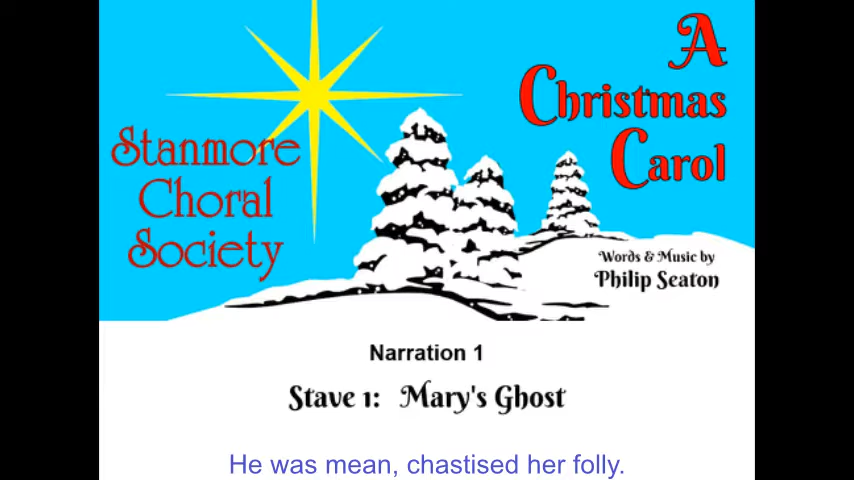 A
Christmas
Carol
Stanmore
Choral
Society
Words & Music by
Philip Seaton
Narration 1
Stave 1: Mary's Ghost
He was mean, chastised her folly.